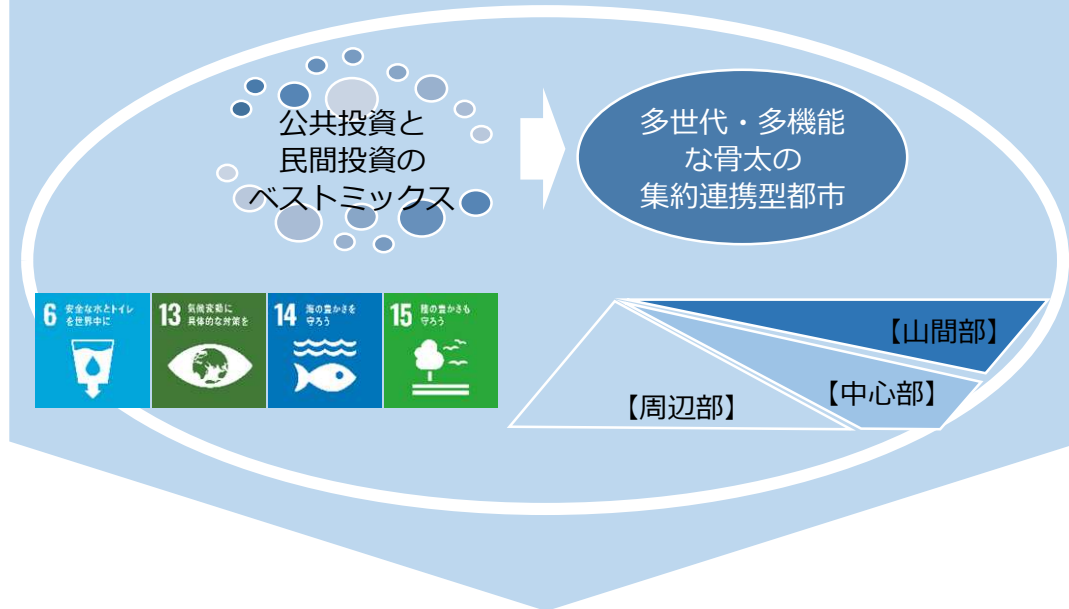 公共投資と
民間投資の
ベストミックス
多世代・多機能
な骨太の
集約連携型都市
6 安全な水とトイレ
を世界中に
13 気候変動に
具体的な対策を
14 海の豊かさを
守ろう
15 陸の豊かさも
守ろう
【山間部】
【中心部】
【周辺部】